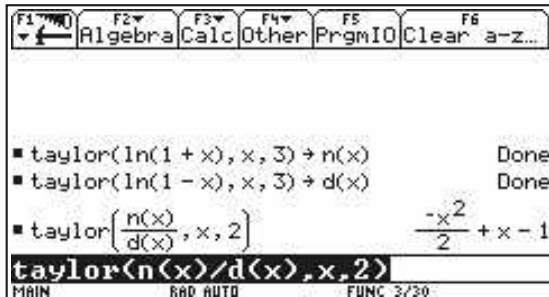 F1 F2 F3 F4 F5 F6
Algebra Calc Other PrgmIO Clear a-z…
▪ taylor(ln(1 + x), x, 3) → n(x) Done
▪ taylor(ln(1 - x), x, 3) → d(x) Done
▪ taylor(n(x)/d(x), x, 2) -x²/2 + x - 1
taylor(n(x)/d(x),x,2)
MAIN RAD AUTO FUNC 3/30